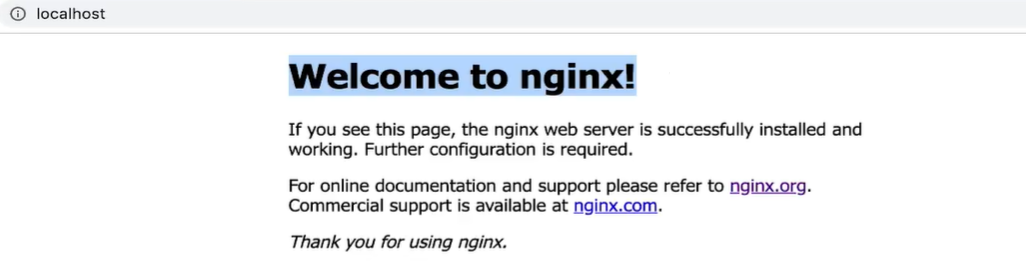 localhost
Welcome to nginx!
If you see this page, the nginx web server is successfully installed and
working. Further configuration is required.
For online documentation and support please refer to nginx.org.
Commercial support is available at nginx.com.
Thank you for using nginx.